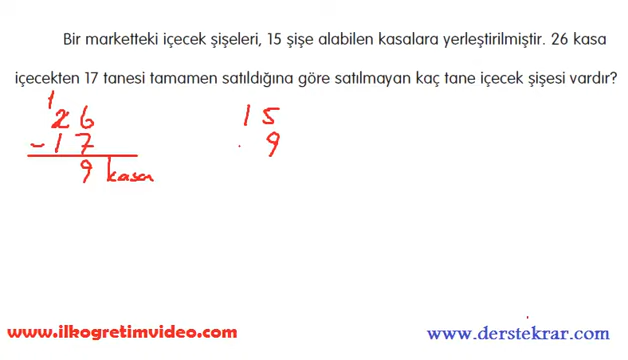 Bir marketteki içecek şişeleri, 15 şişe alabilen kasalara yerleştirilmiştir. 26 kasa
içecekten 17 tanesi tamamen satıldığına göre satılmayan kaç tane içecek şişesi vardır?
1
26 15
- 17 9
9 kasa
www.ilkogretimvideo.com www.derstekrar.com